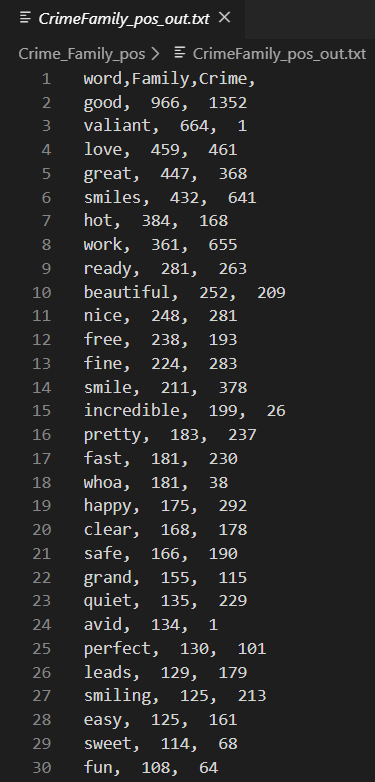 CrimeFamily_pos_out.txt
Crime_Family_pos > CrimeFamily_pos_out.txt
1 word,Family,Crime,
2 good, 966, 1352
3 valiant, 664, 1
4 love, 459, 461
5 great, 447, 368
6 smiles, 432, 641
7 hot, 384, 168
8 work, 361, 655
9 ready, 281, 263
10 beautiful, 252, 209
11 nice, 248, 281
12 free, 238, 193
13 fine, 224, 283
14 smile, 211, 378
15 incredible, 199, 26
16 pretty, 183, 237
17 fast, 181, 230
18 whoa, 181, 38
19 happy, 175, 292
20 clear, 168, 178
21 safe, 166, 190
22 grand, 155, 115
23 quiet, 135, 229
24 avid, 134, 1
25 perfect, 130, 101
26 leads, 129, 179
27 smiling, 125, 213
28 easy, 125, 161
29 sweet, 114, 68
30 fun, 108, 64